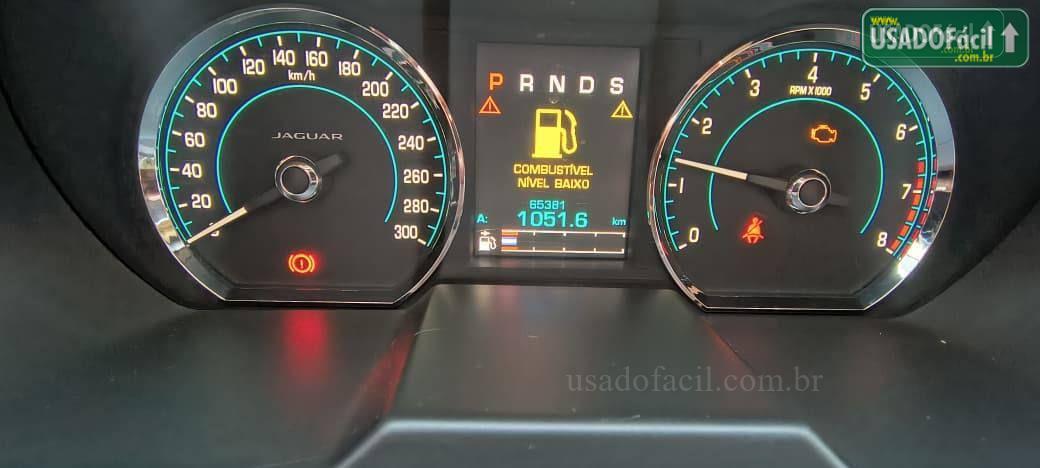 0 20 40 60 80 100 120 140 160 180 200 220 240 260 280 300
km/h
JAGUAR
P R N D S
COMBUSTÍVEL
NÍVEL BAIXO
65381
A: 1051.6 km
0 1 2 3 4 5 6 7 8
RPM X 1000
www.
USADOFácil
.com.br
usadofacil.com.br